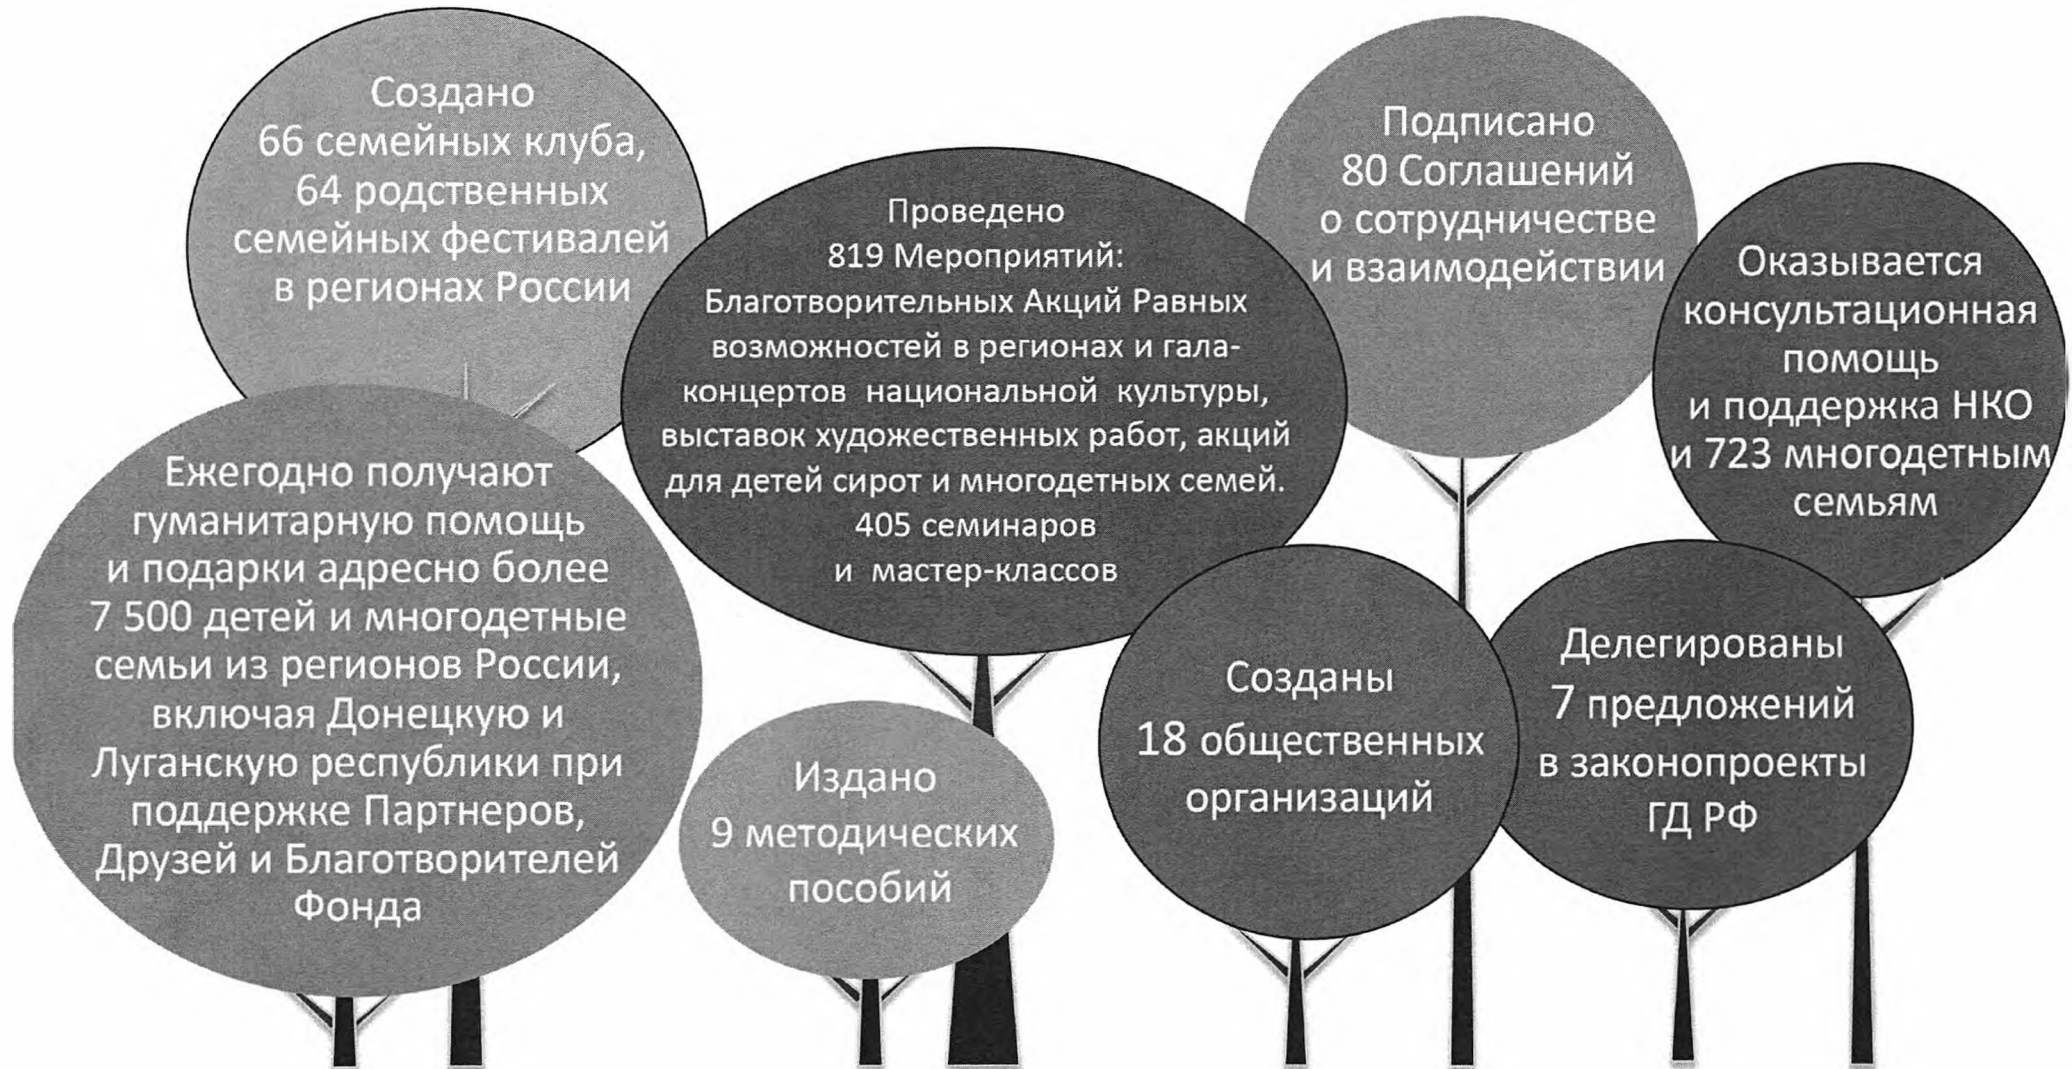 Создано
66 семейных клуба,
64 родственных
семейных фестивалей
в регионах России
Проведено
819 Мероприятий:
Благотворительных Акций Равных
возможностей в регионах и гала-
концертов национальной культуры,
выставок художественных работ, акций
для детей сирот и многодетных семей.
405 семинаров
и мастер-классов
Подписано
80 Соглашений
о сотрудничестве
и взаимодействии
Оказывается
консультационная
помощь
и поддержка НКО
и 723 многодетным
семьям
Ежегодно получают
гуманитарную помощь
и подарки адресно более
7 500 детей и многодетные
семьи из регионов России,
включая Донецкую и
Луганскую республики при
поддержке Партнеров,
Друзей и Благотворителей
Фонда
Издано
9 методических
пособий
Созданы
18 общественных
организаций
Делегированы
7 предложений
в законопроекты
ГД РФ